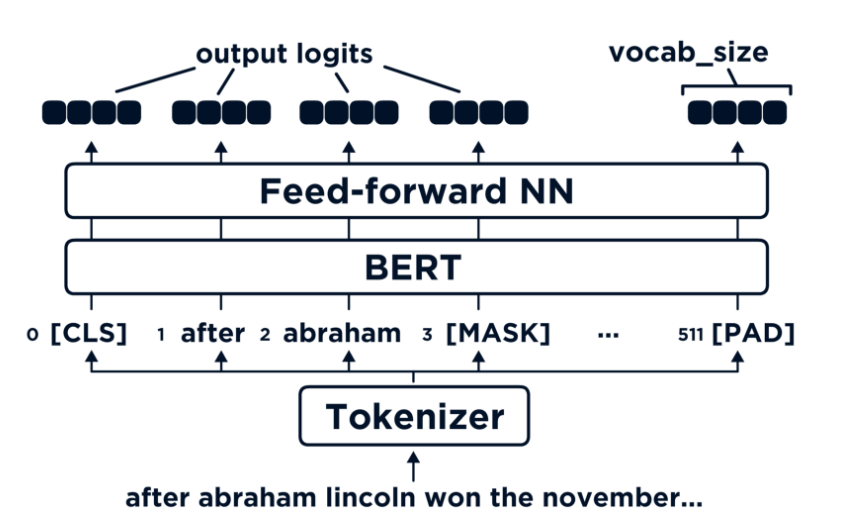 output logits
vocab_size
Feed-forward NN
BERT
0 [CLS] 1 after 2 abraham 3 [MASK] ... 511 [PAD]
Tokenizer
after abraham lincoln won the november...